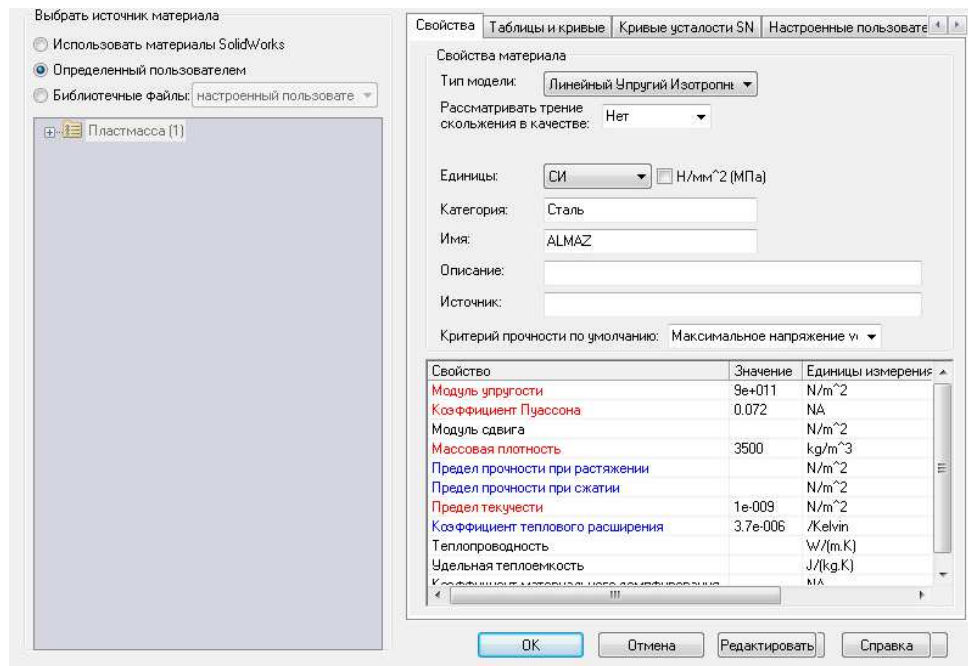 Выбрать источник материала
Использовать материалы SolidWorks
Определенный пользователем
Библиотечные файлы: настроенный пользовате
Пластмасса (1)
Свойства Таблицы и кривые Кривые усталости SN Настроенные пользовате
Свойства материала
Тип модели: Линейный Упругий Изотропнь
Рассматривать трение
скольжения в качестве: Нет
Единицы: СИ Н/мм^2 (МПа)
Категория: Сталь
Имя: ALMAZ
Описание:
Источник:
Критерий прочности по умолчанию: Максимальное напряжение
Свойство Значение Единицы измерения
Модуль упругости 9e+011 N/m^2
Коэффициент Пуассона 0.072 NA
Модуль сдвига N/m^2
Массовая плотность 3500 kg/m^3
Предел прочности при растяжении N/m^2
Предел прочности при сжатии N/m^2
Предел текучести 1e-009 N/m^2
Коэффициент теплового расширения 3.7e-006 /Kelvin
Теплопроводность W/(m.K)
Удельная теплоемкость J/(kg.K)
Коэффициент материального демпфирования NA
OK Отмена Редактировать Справка